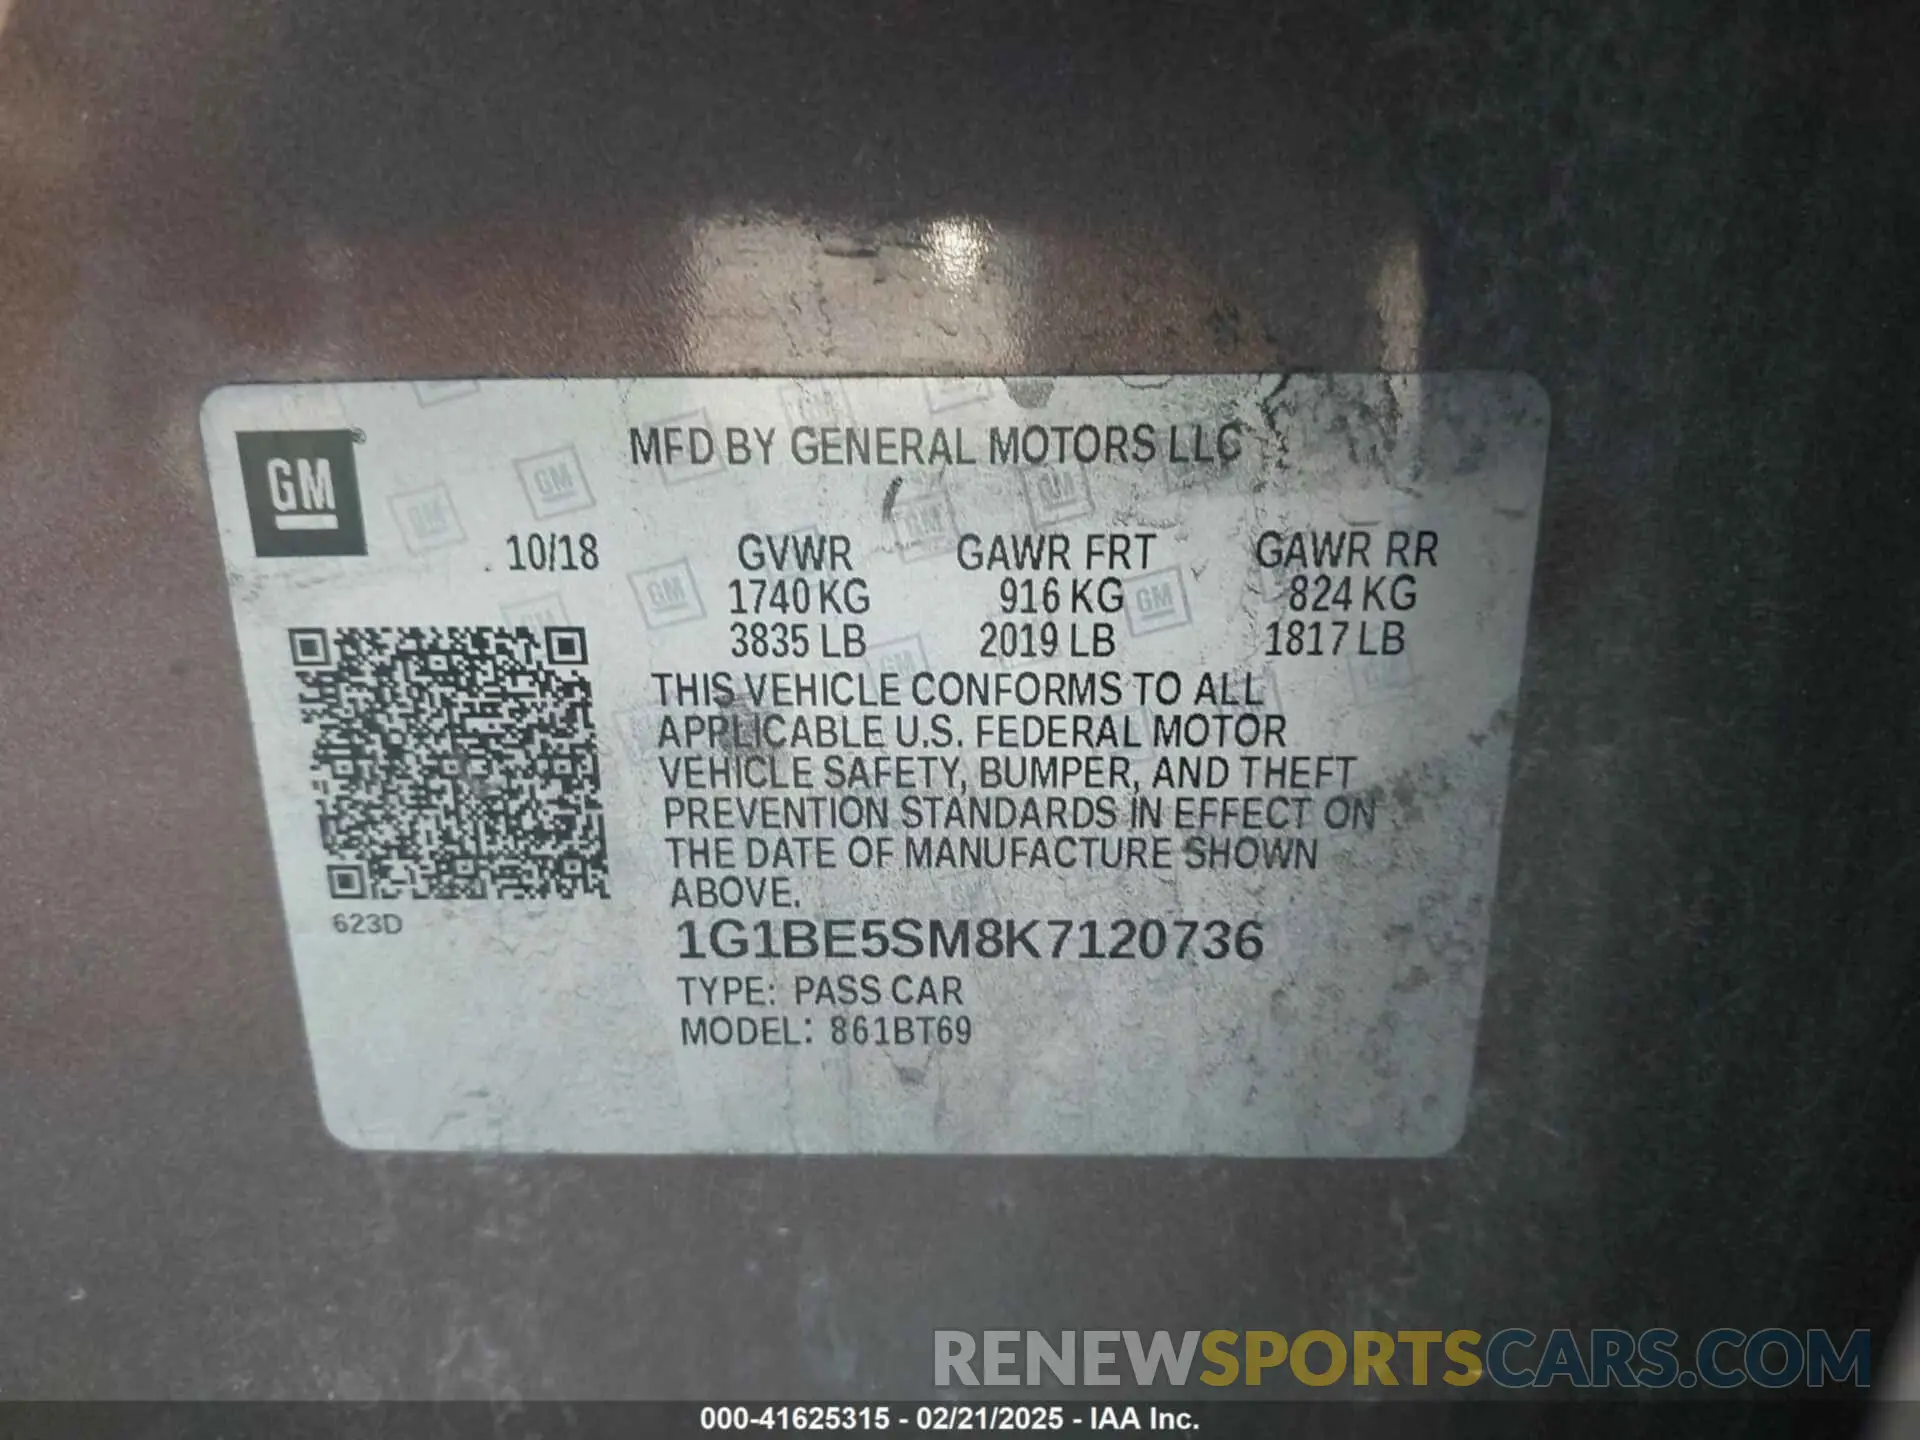 MFD BY GENERAL MOTORS LLC
GM
10/18 GVWR GAWR FRT GAWR RR
1740 KG 916 KG 824 KG
3835 LB 2019 LB 1817 LB
THIS VEHICLE CONFORMS TO ALL
APPLICABLE U.S. FEDERAL MOTOR
VEHICLE SAFETY, BUMPER, AND THEFT
PREVENTION STANDARDS IN EFFECT ON
THE DATE OF MANUFACTURE SHOWN
ABOVE.
623D
1G1BE5SM8K7120736
TYPE: PASS CAR
MODEL: 861BT69
RENEWSPORTSCARS.COM
000-41625315 - 02/21/2025 - IAA Inc.